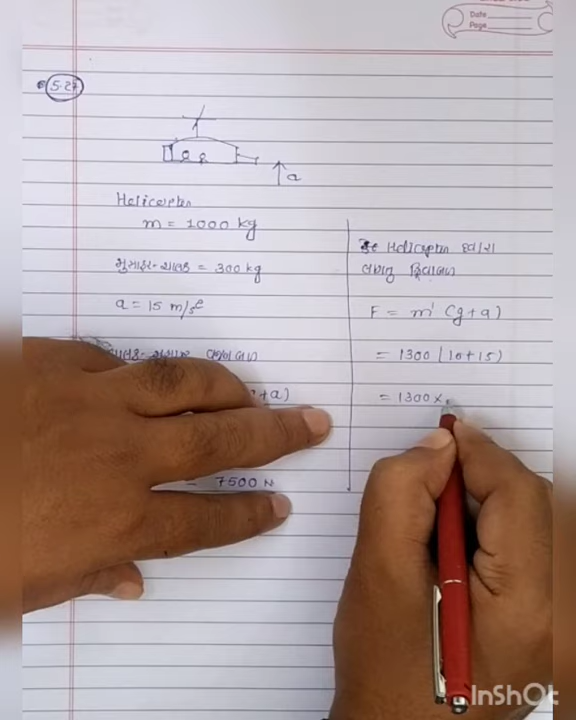 Date
Page
5.27
a
Helicopter
m = 1000 kg
મુસાફર-ચાલક = 300 kg
a = 15 m/s²
+a)
= 7500 N
Helicopter દ્વારા
લાગતુ
F = m' (g+a)
= 1300 (10+15)
= 1300 ×
InShOt